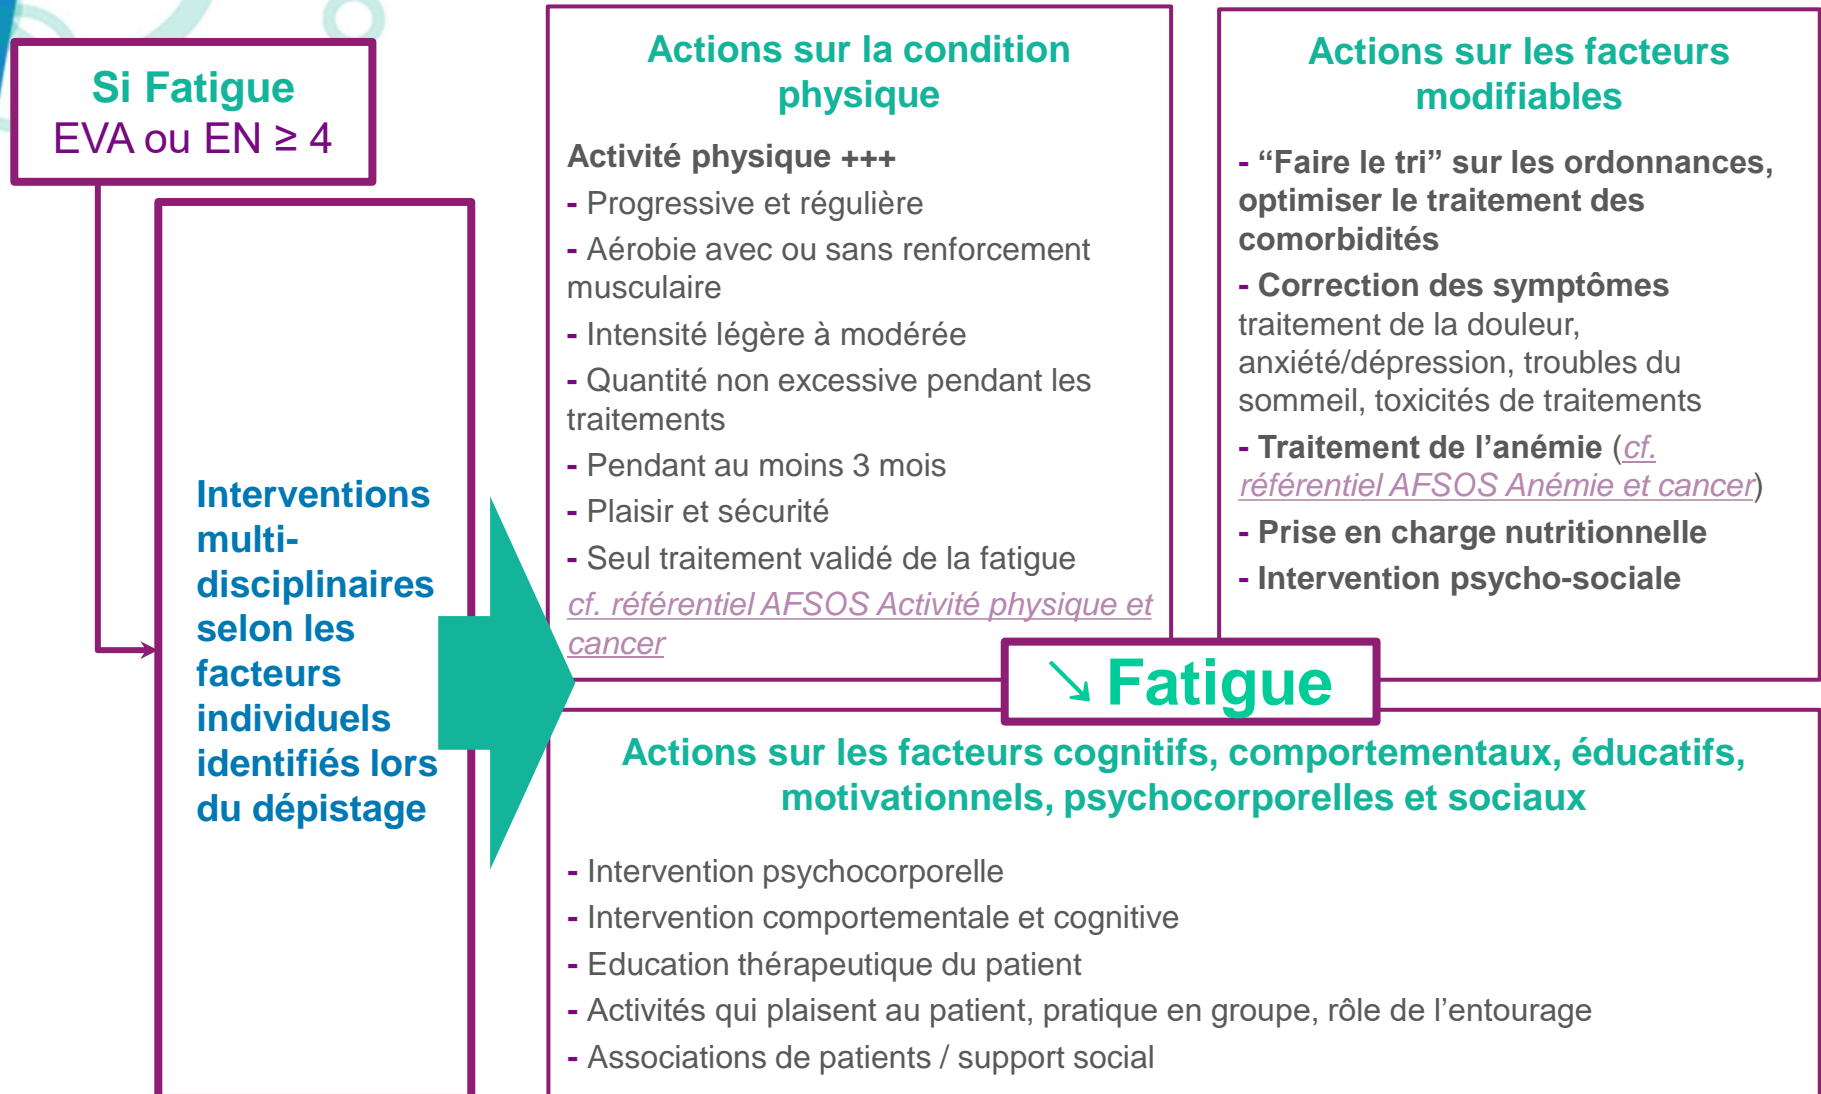 Si Fatigue
EVA ou EN ≥ 4
Interventions
multi-
disciplinaires
selon les
facteurs
individuels
identifiés lors
du dépistage
Actions sur la condition
physique
Activité physique +++
- Progressive et régulière
- Aérobie avec ou sans renforcement
musculaire
- Intensité légère à modérée
- Quantité non excessive pendant les
traitements
- Pendant au moins 3 mois
- Plaisir et sécurité
- Seul traitement validé de la fatigue
cf. référentiel AFSOS Activité physique et
cancer
Actions sur les facteurs
modifiables
- “Faire le tri” sur les ordonnances,
optimiser le traitement des
comorbidités
- Correction des symptômes
traitement de la douleur,
anxiété/dépression, troubles du
sommeil, toxicités de traitements
- Traitement de l’anémie (cf.
référentiel AFSOS Anémie et cancer)
- Prise en charge nutritionnelle
- Intervention psycho-sociale
↘ Fatigue
Actions sur les facteurs cognitifs, comportementaux, éducatifs,
motivationnels, psychocorporelles et sociaux
- Intervention psychocorporelle
- Intervention comportementale et cognitive
- Education thérapeutique du patient
- Activités qui plaisent au patient, pratique en groupe, rôle de l’entourage
- Associations de patients / support social